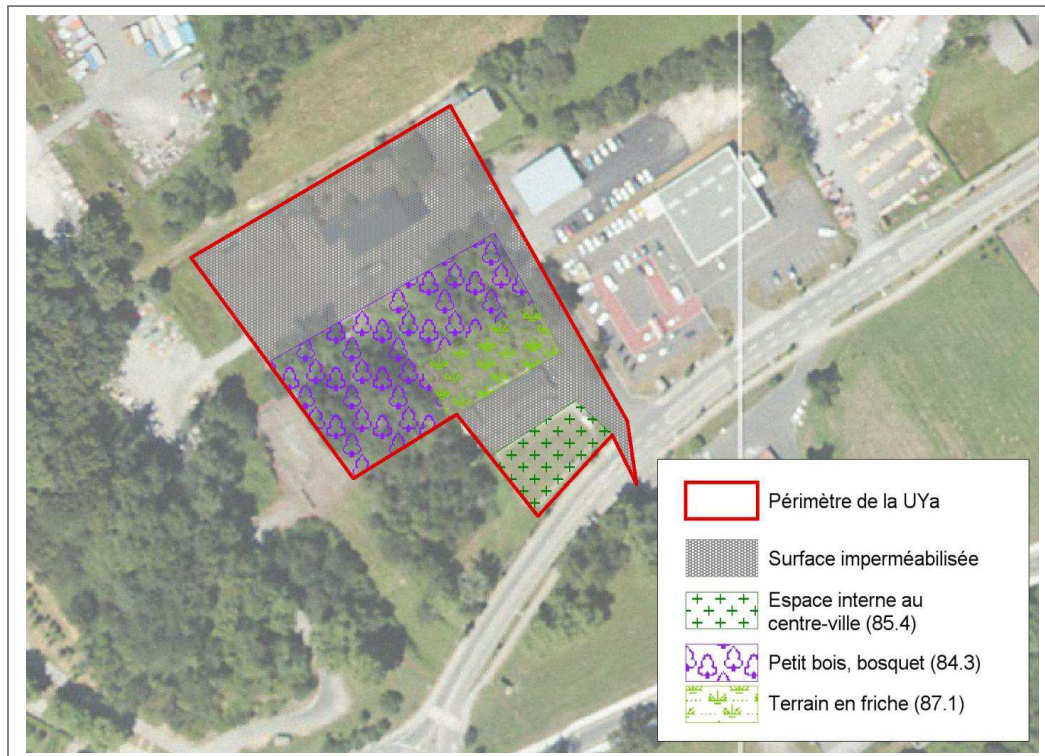 Périmètre de la UYa
Surface imperméabilisée
Espace interne au
centre-ville (85.4)
Petit bois, bosquet (84.3)
Terrain en friche (87.1)